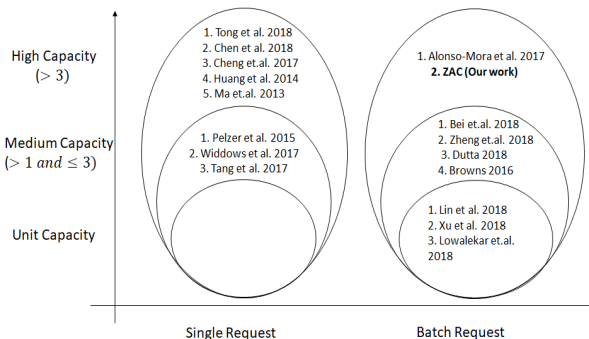 High Capacity
(> 3)
1. Tong et al. 2018
2. Chen et al. 2018
3. Cheng et.al. 2017
4. Huang et al. 2014
5. Ma et.al. 2013
1. Alonso-Mora et al. 2017
2. ZAC (Our work)
Medium Capacity
(> 1 and ≤ 3)
1. Pelzer et al. 2015
2. Widdows et al. 2017
3. Tang et al. 2017
1. Bei et.al. 2018
2. Zheng et.al. 2018
3. Dutta 2018
4. Browns 2016
Unit Capacity
1. Lin et al. 2018
2. Xu et al. 2018
3. Lowalekar et.al.
2018
Single Request
Batch Request